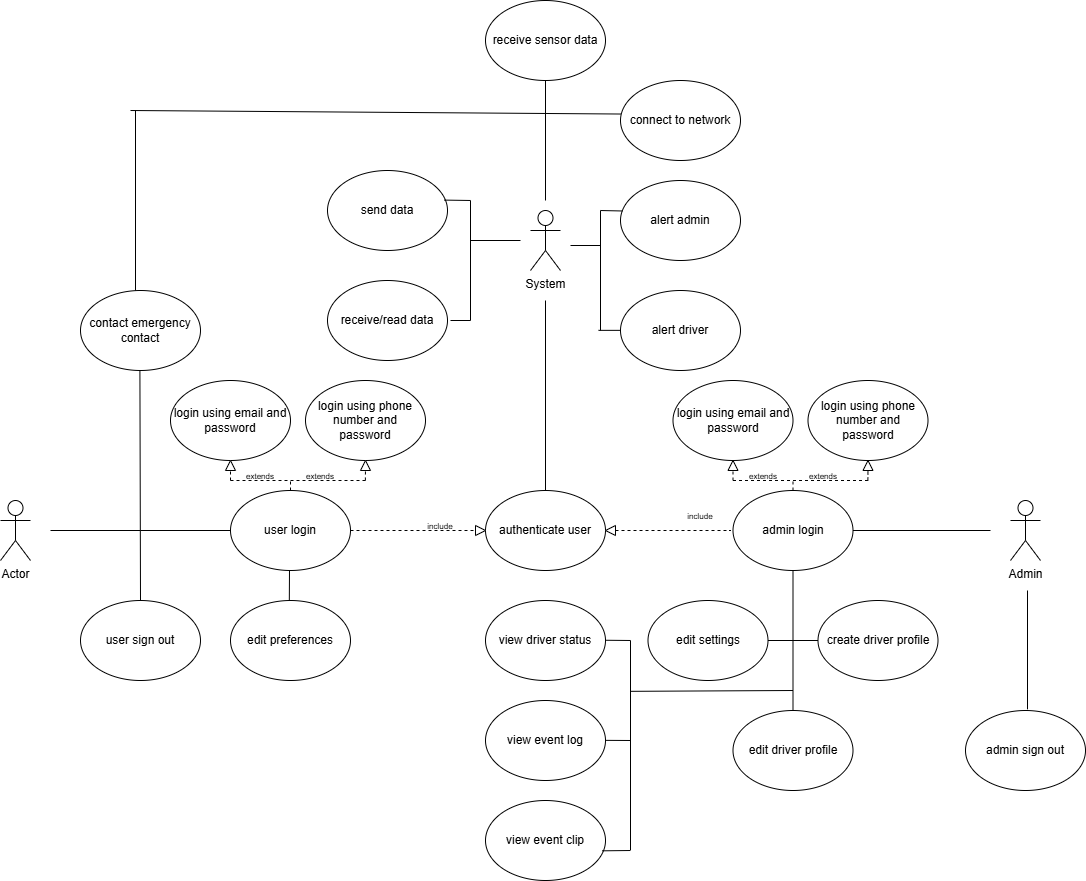 receive sensor data
connect to network
send data
alert admin
System
receive/read data
alert driver
contact emergency
contact
login using email and
password
login using phone
number and
password
login using email and
password
login using phone
number and
password
extends
extends
extends
extends
user login
include
authenticate user
include
admin login
Actor
Admin
user sign out
edit preferences
view driver status
edit settings
create driver profile
view event log
edit driver profile
admin sign out
view event clip